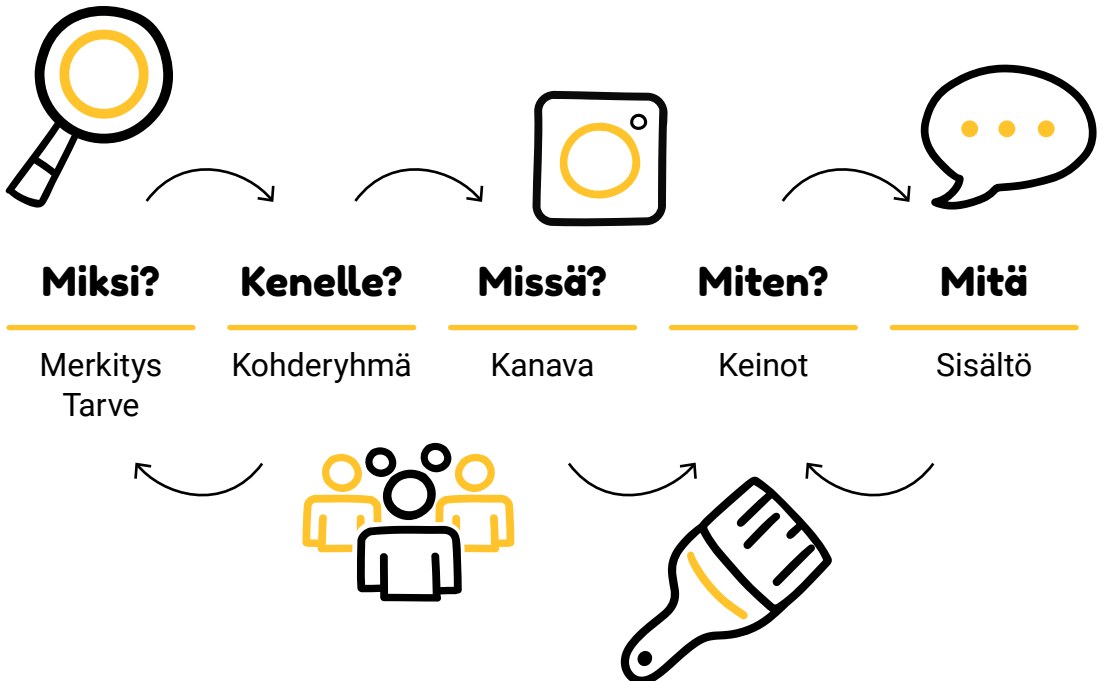 Miksi?
Kenelle?
Missä?
Miten?
Mitä
Merkitys
Tarve
Kohderyhmä
Kanava
Keinot
Sisältö